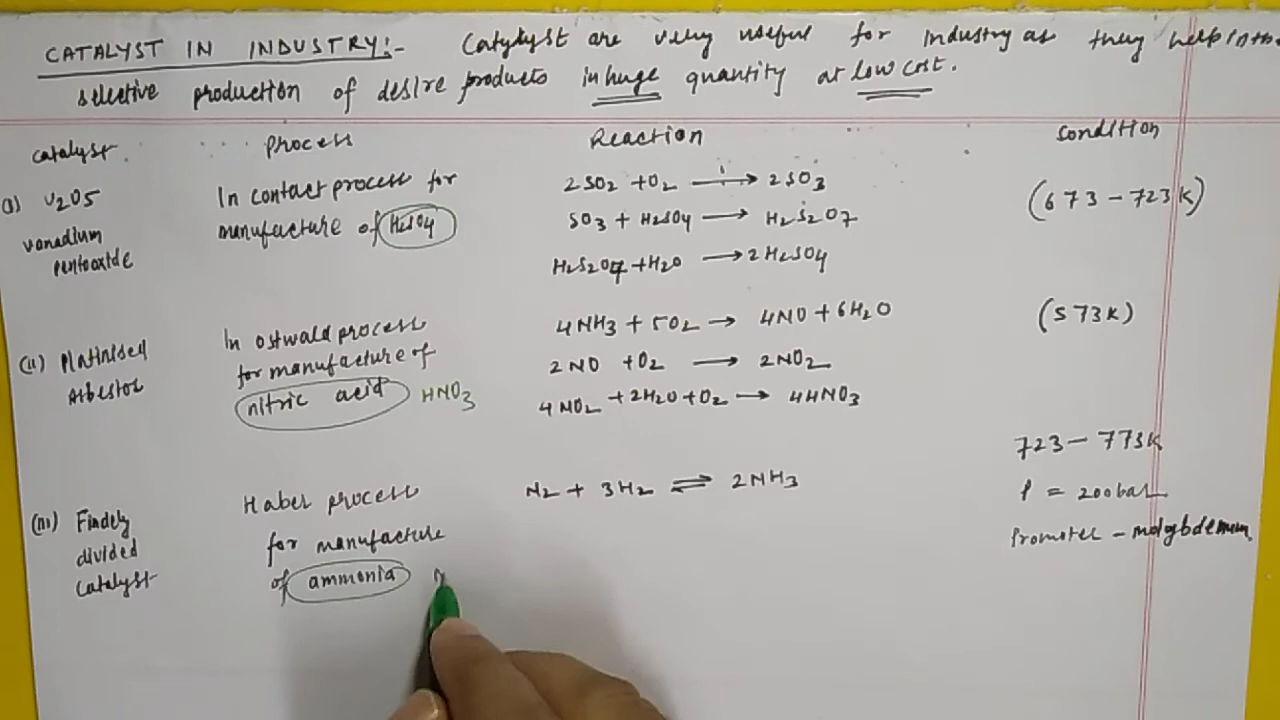 CATALYST IN INDUSTRY:- Catalyst are very useful for industry as they help in the
selective production of desire products in huge quantity at low cost.
Catalyst Process Reaction Condition
(i) V2O5 In contact process for 2SO2 + O2 → 2SO3 (673 - 723K)
vanadium manufacture of H2SO4 SO3 + H2SO4 → H2S2O7
pentoxide H2S2O7 + H2O → 2H2SO4
(ii) Platinised In ostwald process 4NH3 + 5O2 → 4NO + 6H2O (573K)
Asbestos for manufacture of 2NO + O2 → 2NO2
nitric acid HNO3 4NO2 + 2H2O + O2 → 4HNO3
723 - 773K
(iii) Findely Haber process N2 + 3H2 ⇌ 2NH3 P = 200 bar
divided for manufacture Promoter - molybdenum
catalyst of ammonia